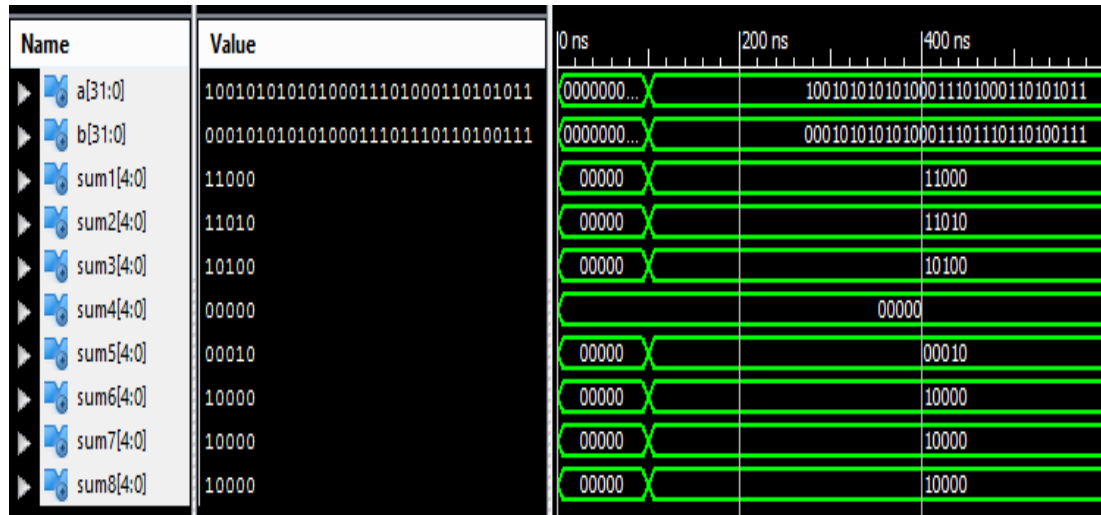 Name Value 0 ns 200 ns 400 ns
a[31:0] 10010101010100011101000110101011 0000000... 10010101010100011101000110101011
b[31:0] 00010101010100011101110110100111 0000000... 00010101010100011101110110100111
sum1[4:0] 11000 00000 11000
sum2[4:0] 11010 00000 11010
sum3[4:0] 10100 00000 10100
sum4[4:0] 00000 00000
sum5[4:0] 00010 00000 00010
sum6[4:0] 10000 00000 10000
sum7[4:0] 10000 00000 10000
sum8[4:0] 10000 00000 10000